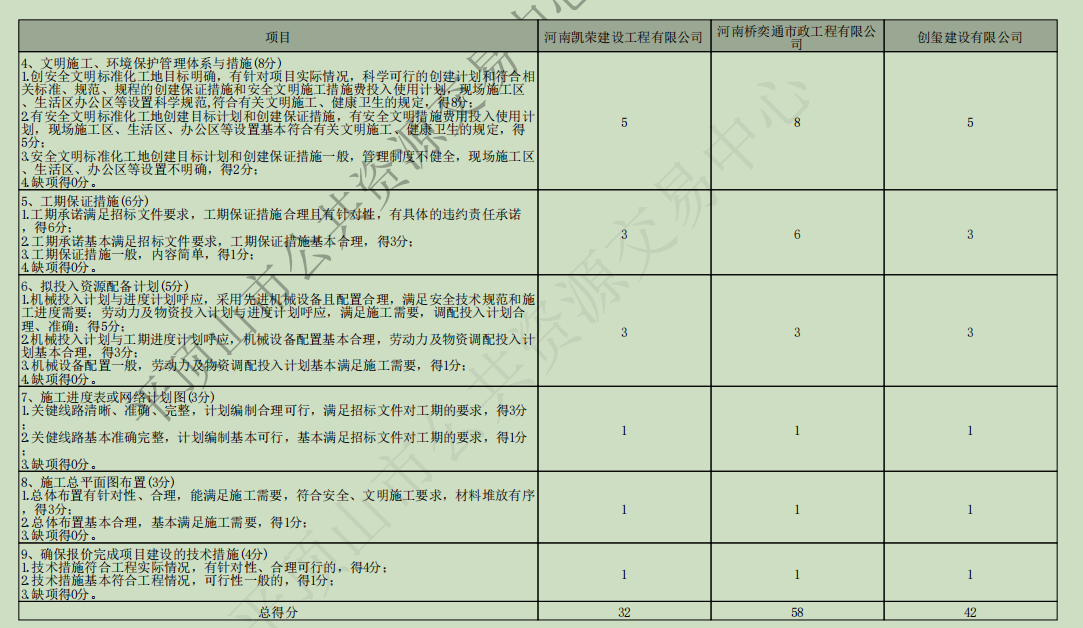 项目
河南凯荣建设工程有限公司
河南桥奕通市政工程有限公
司
创玺建设有限公司
4、文明施工、环境保护管理体系与措施(8分)
1.创安全文明标准化工地目标明确，有针对项目实际情况，科学可行的创建计划和符合相
关标准、规范、规程的创建保证措施和安全文明施工措施费投入使用计划，现场施工区
、生活区办公区等设置科学规范,符合有关文明施工、健康卫生的规定，得8分；
2.有安全文明标准化工地创建目标计划和创建保证措施，有安全文明措施费用投入使用计
划，现场施工区、生活区、办公区等设置基本符合有关文明施工、健康卫生的规定，得
5分；
3.安全文明标准化工地创建目标计划和创建保证措施一般，管理制度不健全，现场施工区
、生活区、办公区等设置不明确，得2分；
4.缺项得0分。
5
8
5
5、工期保证措施(6分)
1.工期承诺满足招标文件要求，工期保证措施合理且有针对性，有具体的违约责任承诺
，得6分；
2.工期承诺基本满足招标文件要求，工期保证措施基本合理，得3分；
3.工期保证措施一般，内容简单，得1分；
4.缺项得0分。
3
6
3
6、拟投入资源配备计划(5分)
1.机械投入计划与进度计划呼应，采用先进机械设备且配置合理，满足安全技术规范和施
工进度需要；劳动力及物资投入计划与进度计划呼应，满足施工需要，调配投入计划合
理、准确；得5分；
2.机械投入计划与工期进度计划呼应，机械设备配置基本合理，劳动力及物资调配投入计
划基本合理，得3分；
3.机械设备配置一般，劳动力及物资调配投入计划基本满足施工需要，得1分；
4.缺项得0分。
3
3
3
7、施工进度表或网络计划图(3分)
1.关键线路清晰、准确、完整，计划编制合理可行，满足招标文件对工期的要求，得3分
；
2.关健线路基本准确完整，计划编制基本可行，基本满足招标文件对工期的要求，得1分
；
3.缺项得0分。
1
1
1
8、施工总平面图布置(3分)
1.总体布置有针对性、合理，能满足施工需要，符合安全、文明施工要求，材料堆放有序
，得3分；
2.总体布置基本合理，基本满足施工需要，得1分；
3.缺项得0分。
1
1
1
9、确保报价完成项目建设的技术措施(4分)
1.技术措施符合工程实际情况，有针对性、合理可行的，得4分；
2.技术措施基本符合工程情况，可行性一般的，得1分；
3.缺项得0分。
1
1
1
总得分
32
58
42
平顶山市公共资源交易中心
平顶山市公共资源交易中心